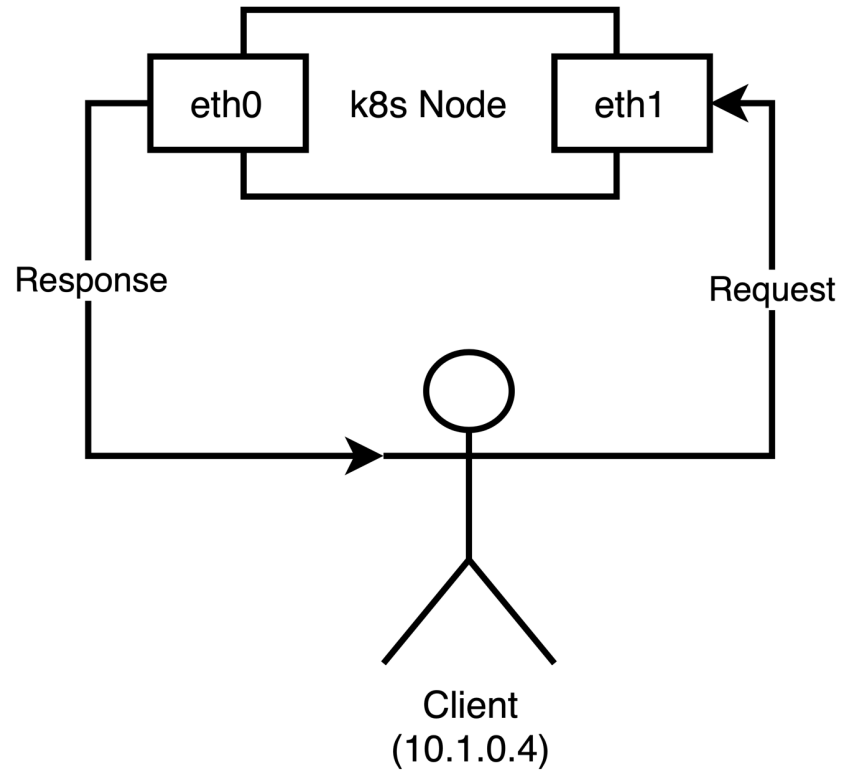 eth0
k8s Node
eth1
Response
Request
Client
(10.1.0.4)